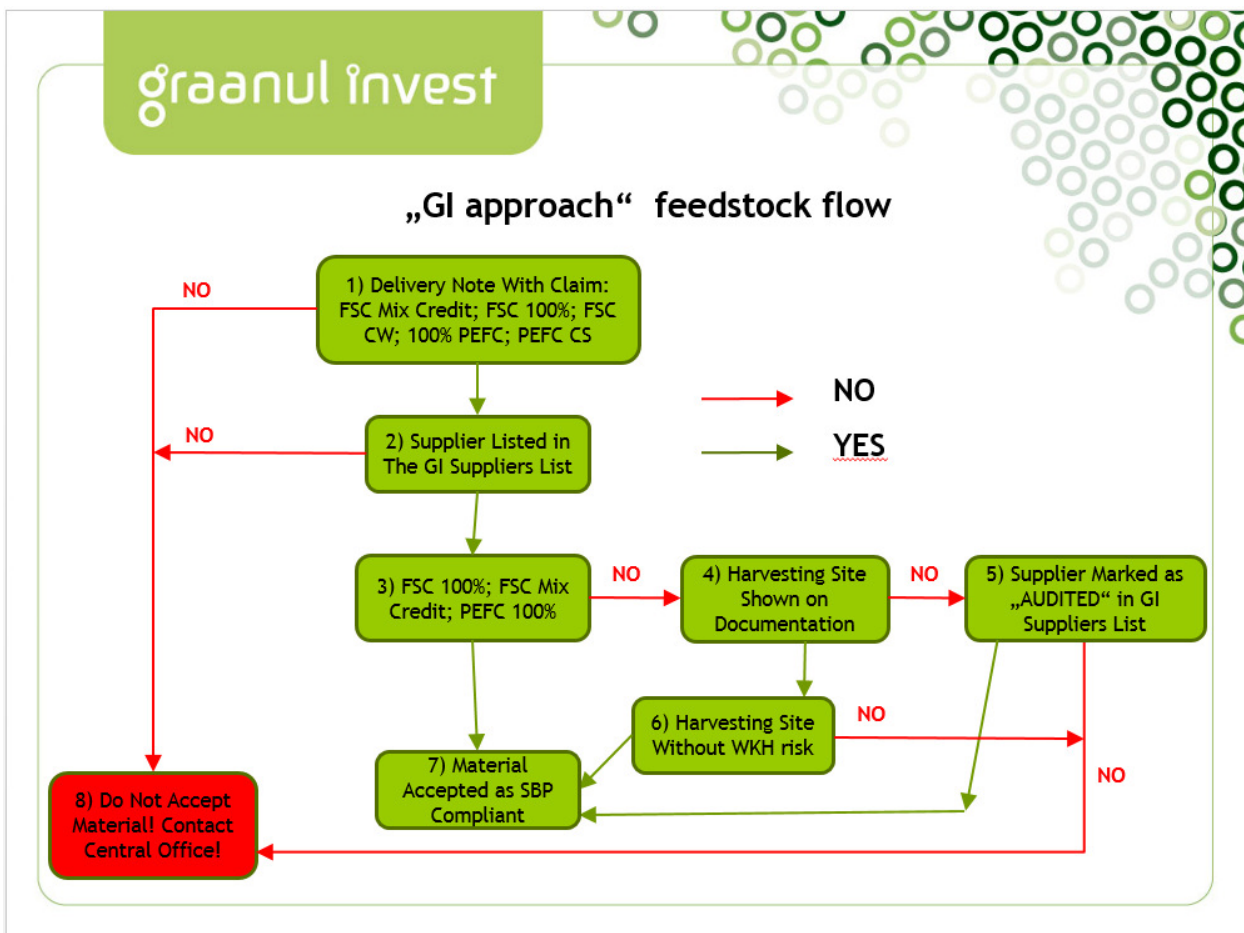 graanul invest
„GI approach“ feedstock flow
1) Delivery Note With Claim:
FSC Mix Credit; FSC 100%; FSC
CW; 100% PEFC; PEFC CS
NO
NO
YES
2) Supplier Listed in
The GI Suppliers List
NO
3) FSC 100%; FSC Mix
Credit; PEFC 100%
NO
4) Harvesting Site
Shown on
Documentation
NO
5) Supplier Marked as
„AUDITED“ in GI
Suppliers List
6) Harvesting Site
Without WKH risk
NO
NO
7) Material
Accepted as SBP
Compliant
8) Do Not Accept
Material! Contact
Central Office!